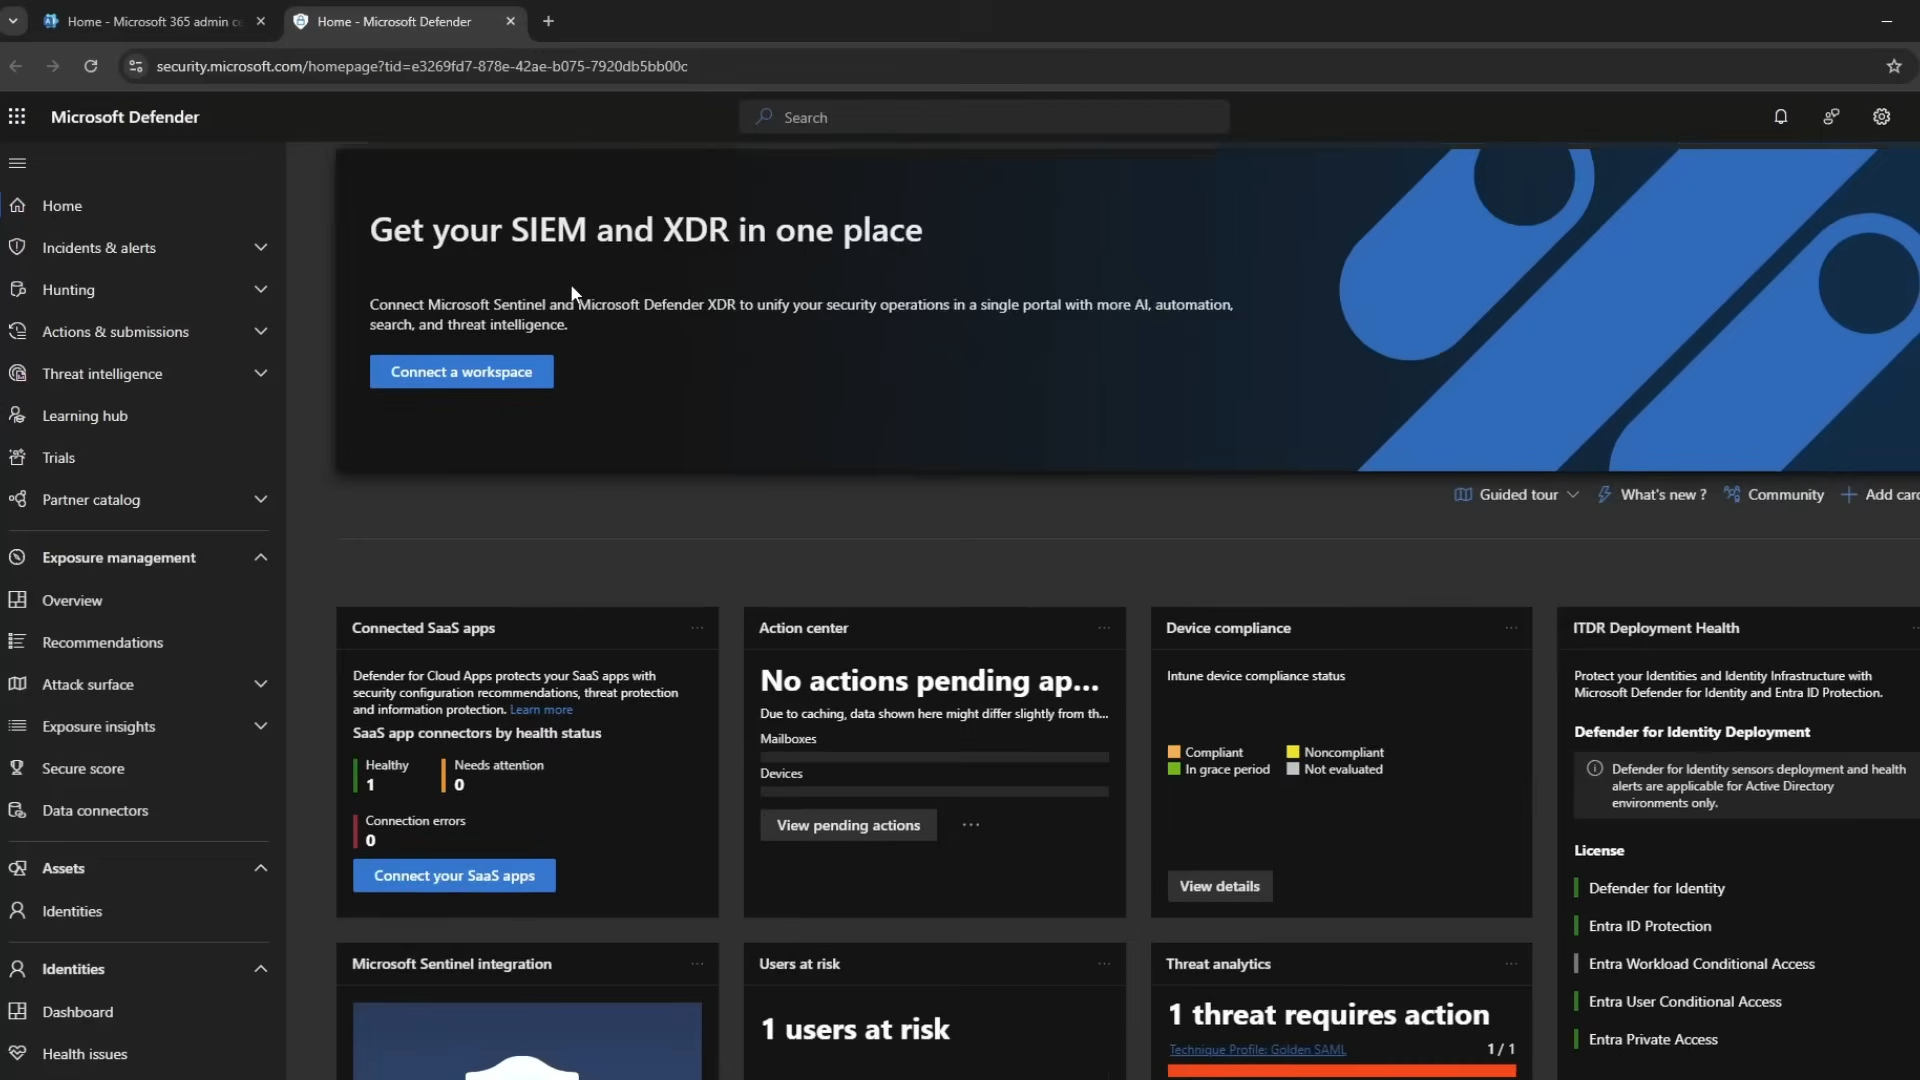 Home - Microsoft 365 admin ce
Home - Microsoft Defender
security.microsoft.com/homepage?tid=e3269fd7-878e-42ae-b075-7920db5bb00c
Microsoft Defender
Search
Home
Incidents & alerts
Hunting
Actions & submissions
Threat intelligence
Learning hub
Trials
Partner catalog
Exposure management
Overview
Recommendations
Attack surface
Exposure insights
Secure score
Data connectors
Assets
Identities
Identities
Dashboard
Health issues
Get your SIEM and XDR in one place
Connect Microsoft Sentinel and Microsoft Defender XDR to unify your security operations in a single portal with more AI, automation,
search, and threat intelligence.
Connect a workspace
Guided tour
What's new ?
Community
Add card
Connected SaaS apps
Defender for Cloud Apps protects your SaaS apps with
security configuration recommendations, threat protection
and information protection. Learn more
SaaS app connectors by health status
Healthy
1
Needs attention
0
Connection errors
0
Connect your SaaS apps
Action center
No actions pending ap...
Due to caching, data shown here might differ slightly from th...
Mailboxes
Devices
View pending actions
Device compliance
Intune device compliance status
Compliant
Noncompliant
In grace period
Not evaluated
View details
ITDR Deployment Health
Protect your Identities and Identity Infrastructure with
Microsoft Defender for Identity and Entra ID Protection.
Defender for Identity Deployment
Defender for Identity sensors deployment and health
alerts are applicable for Active Directory
environments only.
License
Defender for Identity
Entra ID Protection
Entra Workload Conditional Access
Entra User Conditional Access
Entra Private Access
Microsoft Sentinel integration
Users at risk
1 users at risk
Threat analytics
1 threat requires action
Technique Profile: Golden SAML
1 / 1